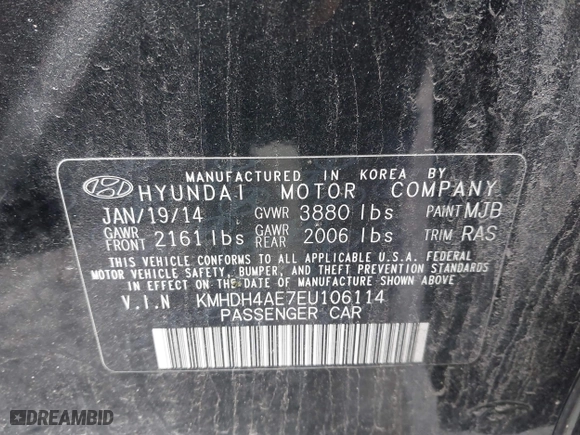 MANUFACTURED IN KOREA BY
HYUNDAI MOTOR COMPANY
JAN/19/14 GVWR 3880 lbs PAINT MJB
GAWR FRONT 2161 lbs GAWR REAR 2006 lbs TRIM RAS
THIS VEHICLE CONFORMS TO ALL APPLICABLE U.S.A. FEDERAL
MOTOR VEHICLE SAFETY, BUMPER, AND THEFT PREVENTION STANDARDS
IN EFFECT ON THE DATE OF MANUFACTURE SHOWN ABOVE
V.I.N KMHDH4AE7EU106114
PASSENGER CAR
DREAMBID